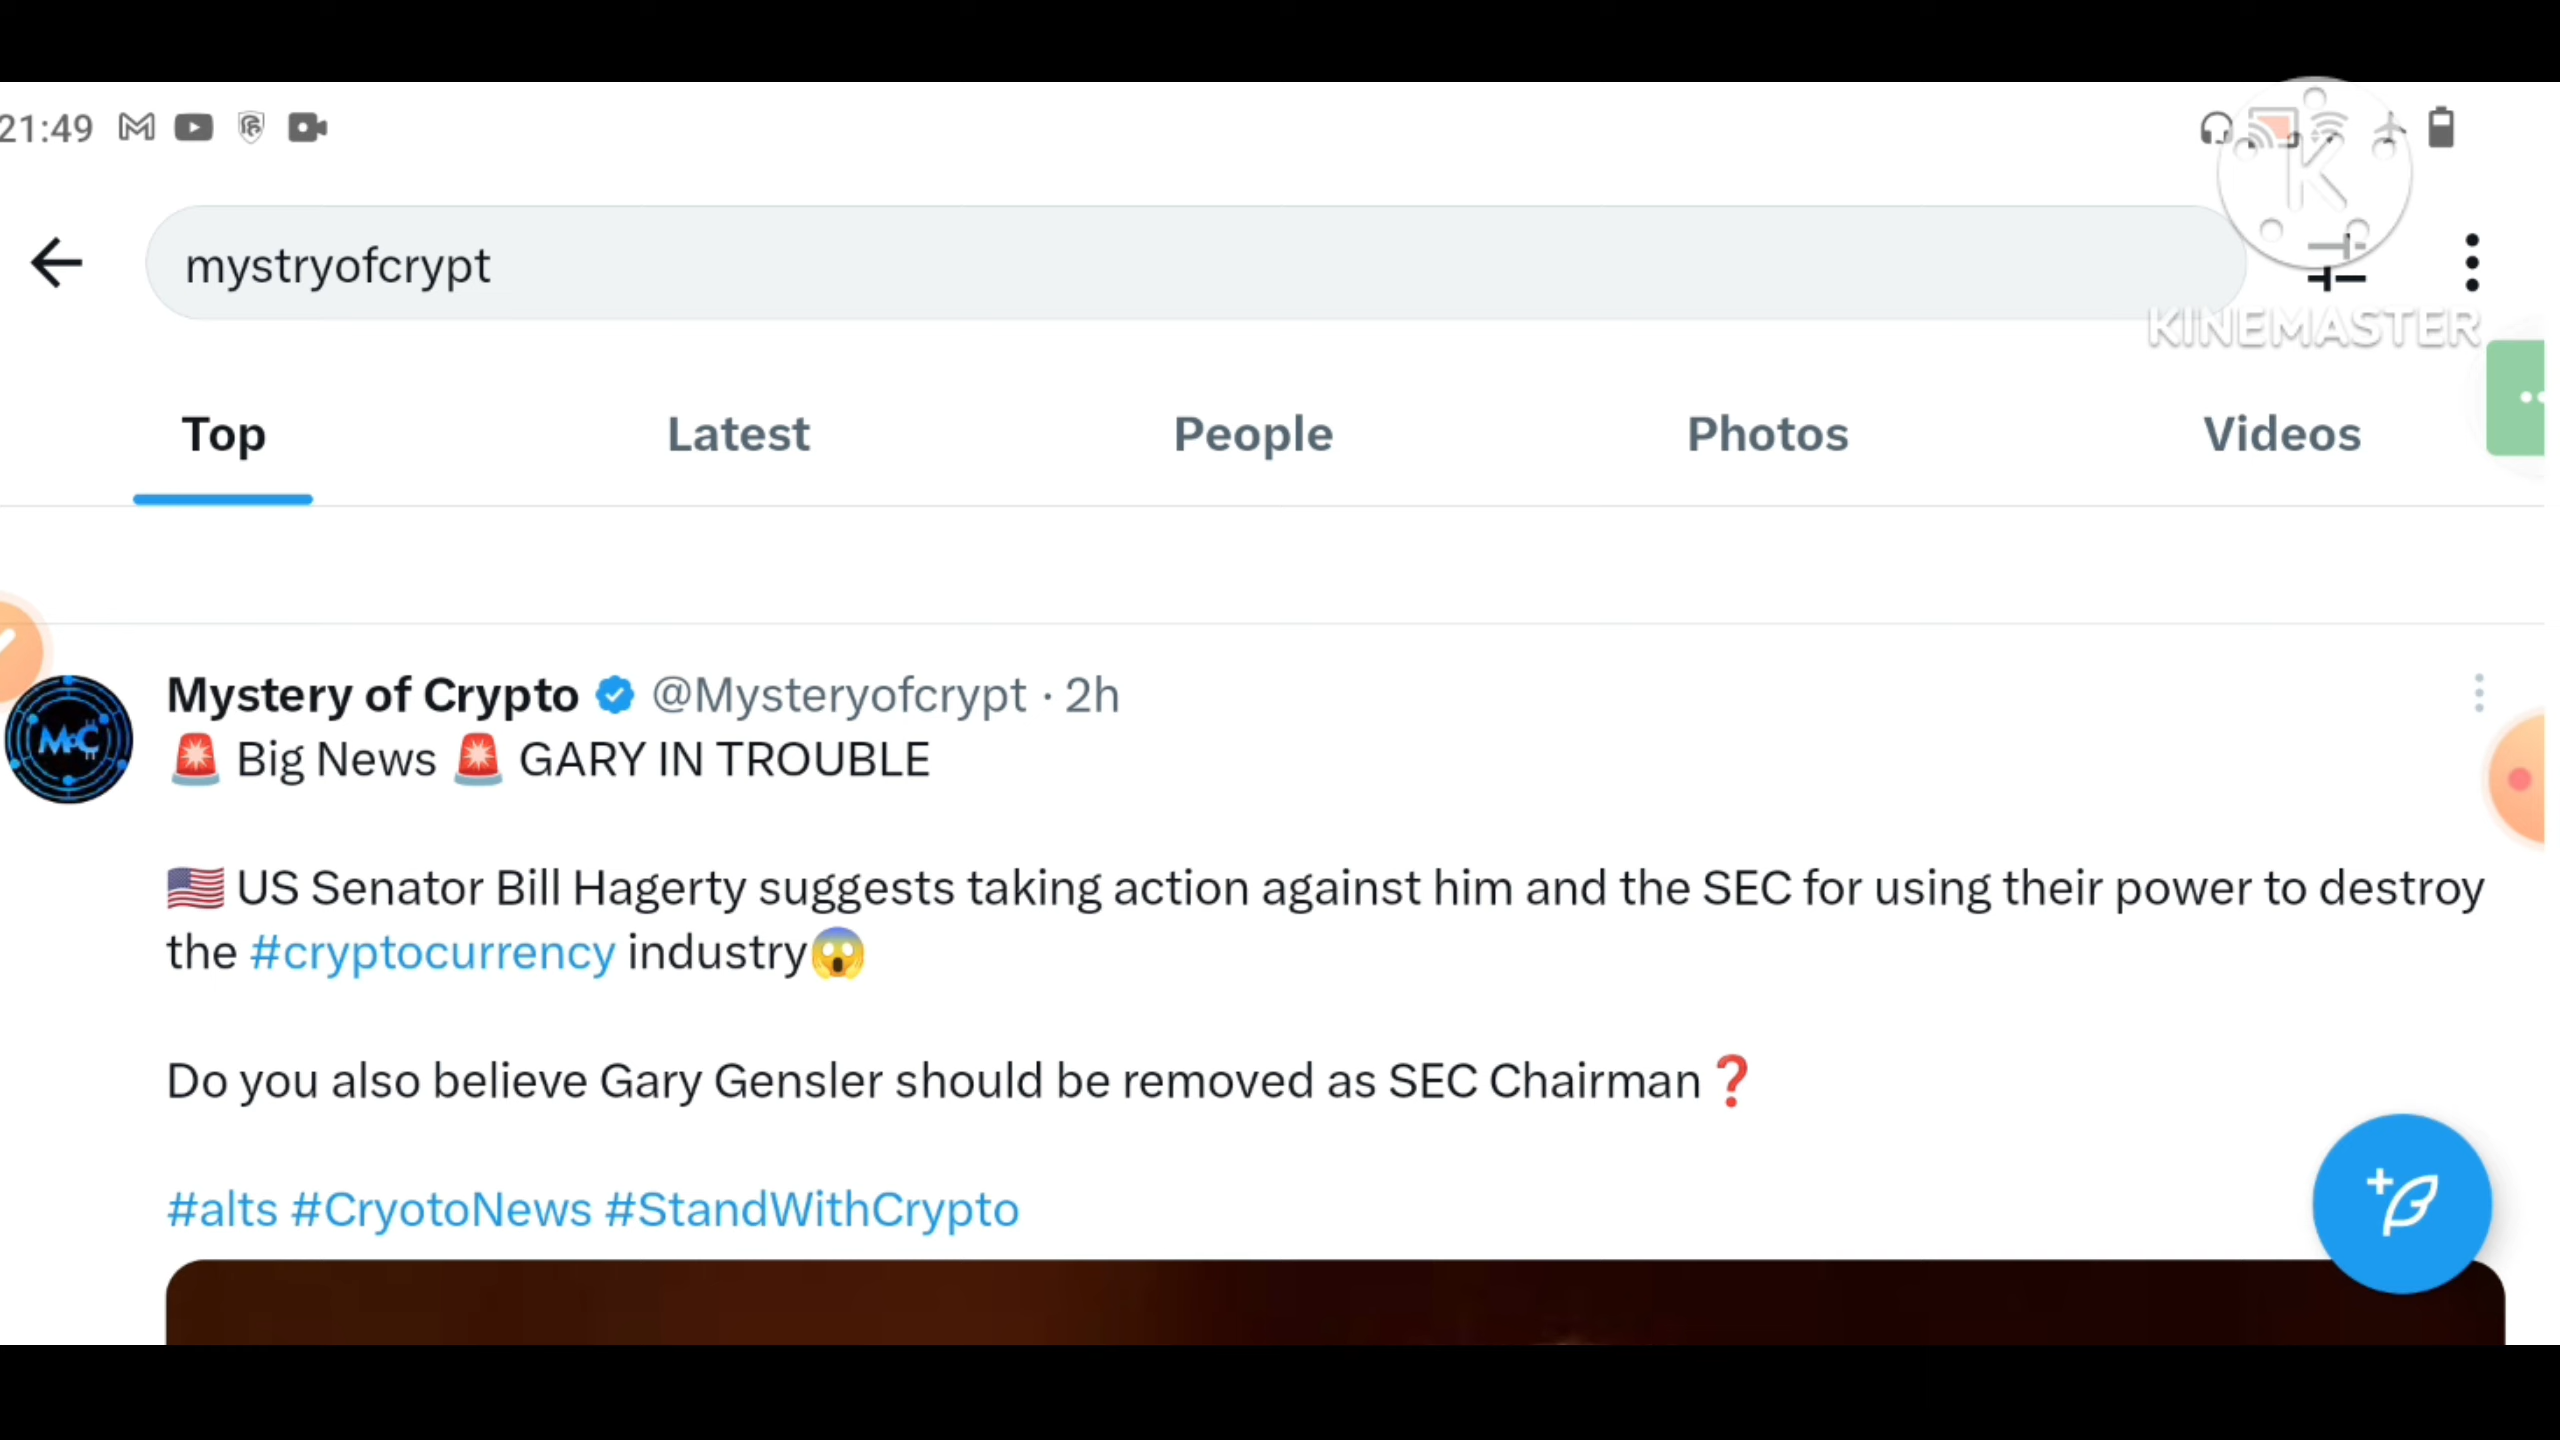 21:49
mystryofcrypt
KINEMASTER
Top Latest People Photos Videos
Mystery of Crypto @Mysteryofcrypt · 2h
🚨 Big News 🚨 GARY IN TROUBLE
🇺🇸 US Senator Bill Hagerty suggests taking action against him and the SEC for using their power to destroy
the #cryptocurrency industry😱
Do you also believe Gary Gensler should be removed as SEC Chairman❓
#alts #CryotoNews #StandWithCrypto